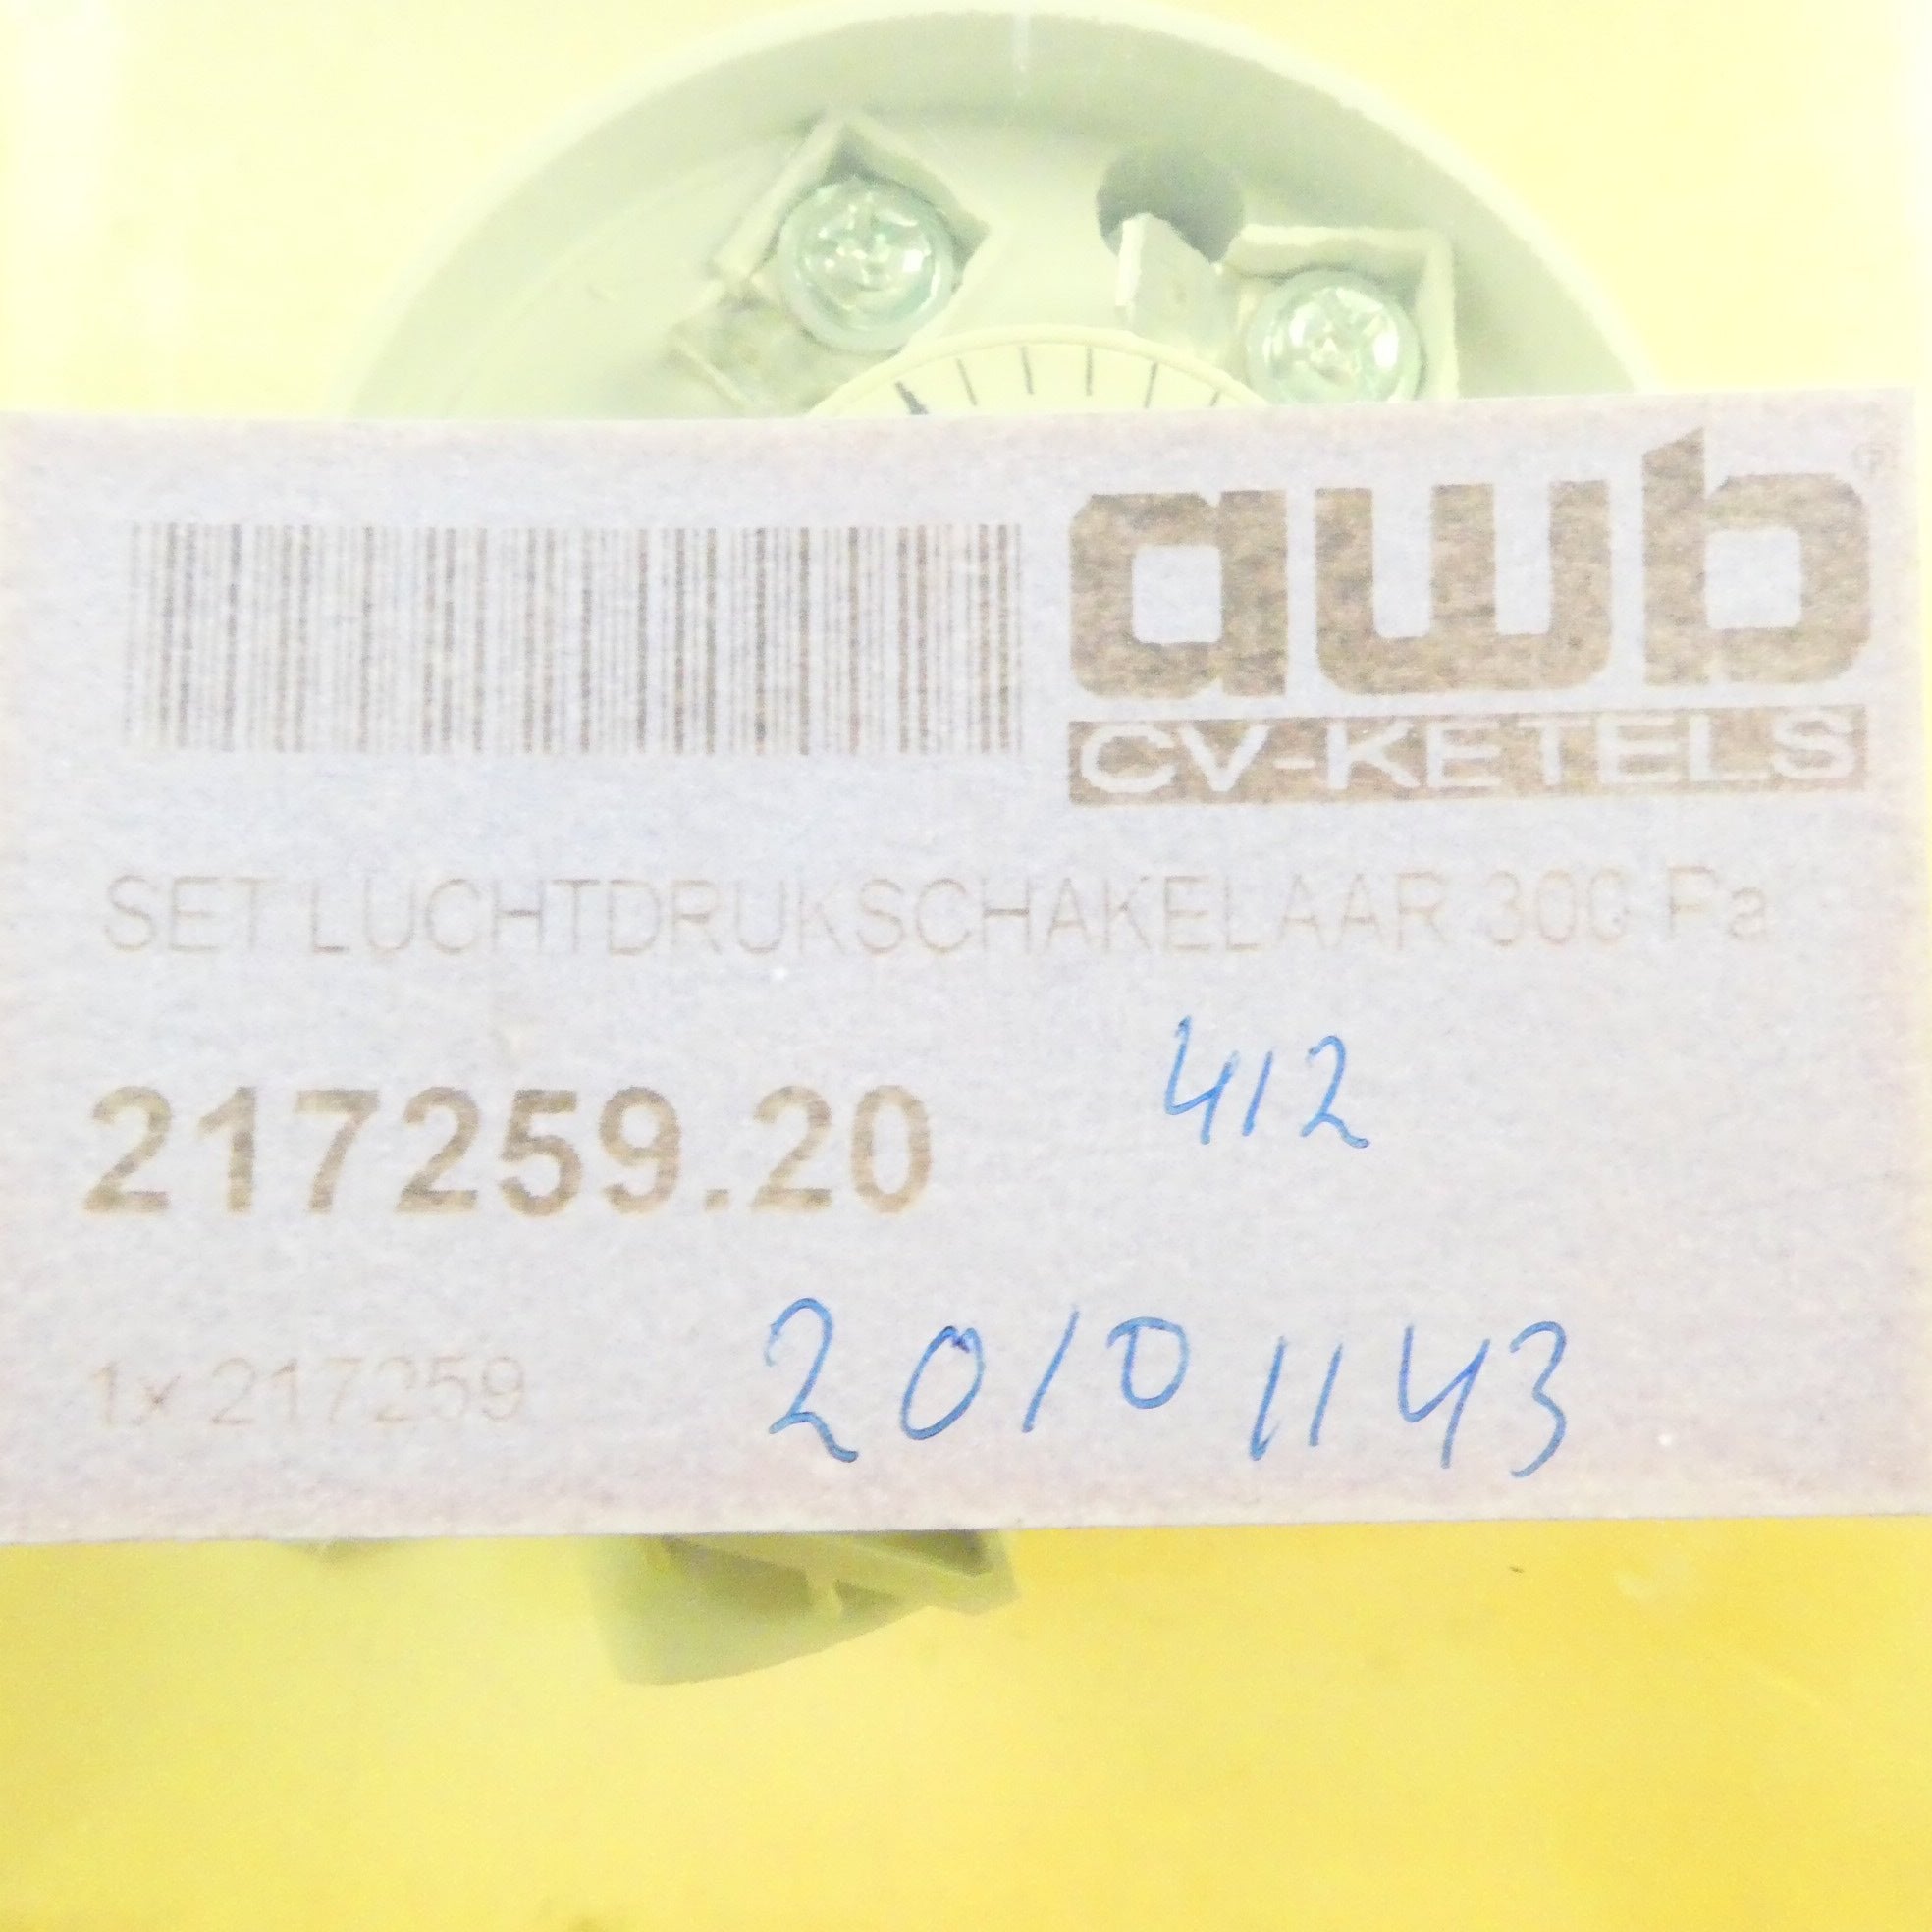 awb®
CV-KETELS
SET LUCHTDRUKSCHAKELAAR 300 Pa
412
217259.20
1x 217259
20101143